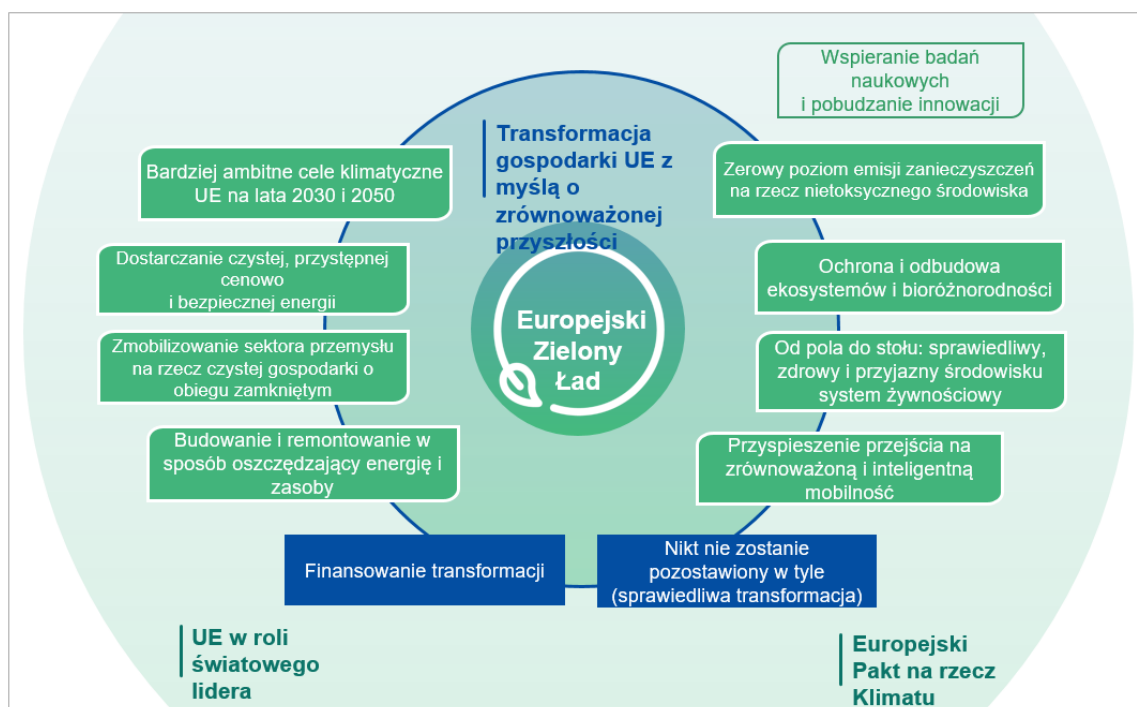 Wspieranie badań
naukowych
i pobudzanie innowacji
Transformacja
gospodarki UE z
myślą o
zrównoważonej
przyszłości
Bardziej ambitne cele klimatyczne
UE na lata 2030 i 2050
Zerowy poziom emisji zanieczyszczeń
na rzecz nietoksycznego środowiska
Dostarczanie czystej, przystępnej
cenowo
i bezpiecznej energii
Ochrona i odbudowa
ekosystemów i bioróżnorodności
Europejski
Zielony
Ład
Zmobilizowanie sektora przemysłu
na rzecz czystej gospodarki o
obiegu zamkniętym
Od pola do stołu: sprawiedliwy,
zdrowy i przyjazny środowisku
system żywnościowy
Budowanie i remontowanie w
sposób oszczędzający energię i
zasoby
Przyspieszenie przejścia na
zrównoważoną i inteligentną
mobilność
Finansowanie transformacji
Nikt nie zostanie
pozostawiony w tyle
(sprawiedliwa transformacja)
UE w roli
światowego
lidera
Europejski
Pakt na rzecz
Klimatu